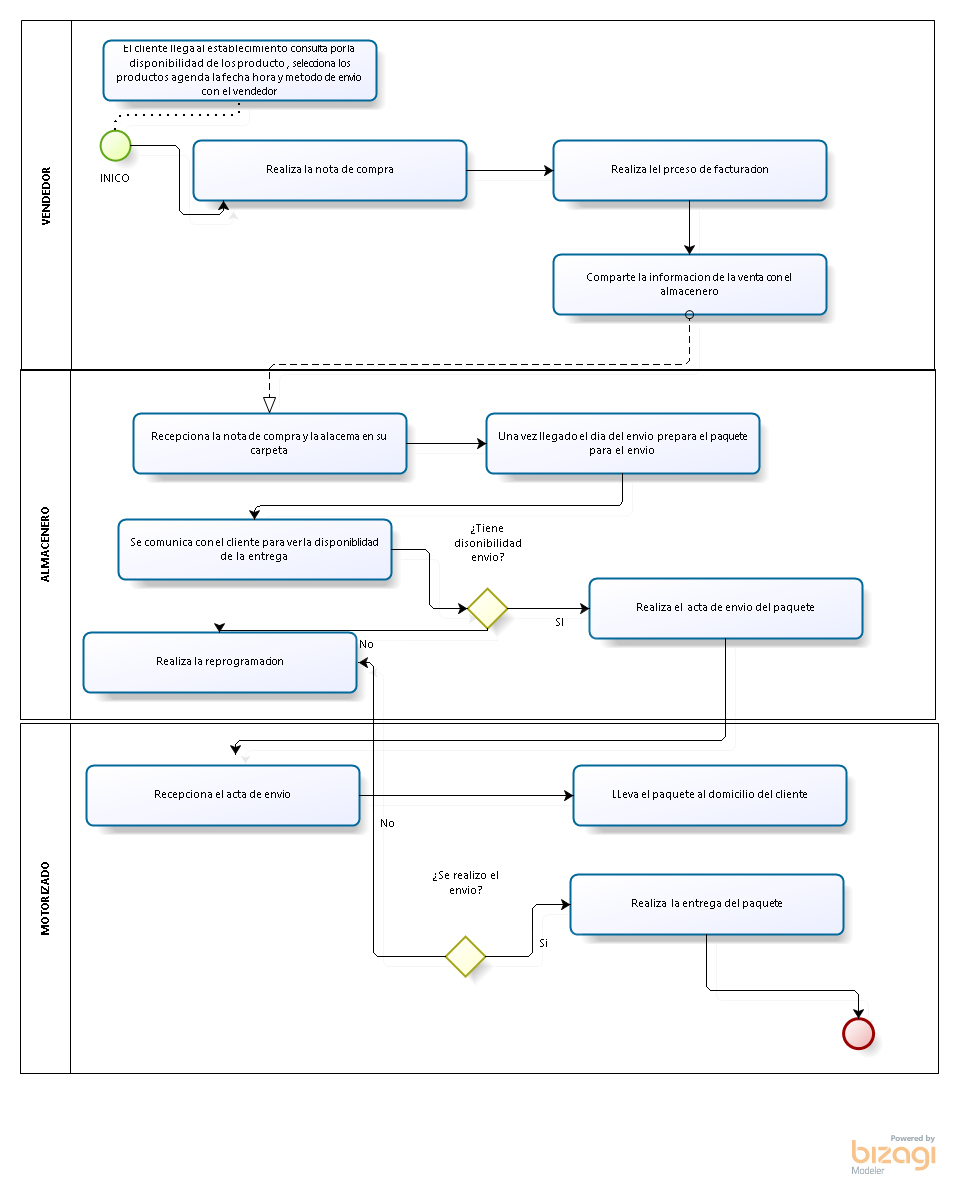 VENDEDOR
El cliente llega al establecimiento consulta por la
disponibilidad de los producto , selecciona los
productos agenda la fecha hora y metodo de envio
con el vendedor
INICO
Realiza la nota de compra
Realiza lel prceso de facturadon
Comparte la informacion de la venta con el
almacenero
ALMACENERO
Recepciona la nota de compra y la alacema en su
carpeta
Una vez llegado el dia del envio prepara el paquete
para el envio
Se comunica con el cliente para ver la disponiblidad
de la entrega
¿Tiene
disonibilidad
envio?
SI
Realiza el acta de envio del paquete
No
Realiza la reprogramacion
MOTORIZADO
Recepciona el acta de envio
LLeva el paquete al domicilio del cliente
No
¿Se realizo el
envio?
Si
Realiza la entrega del paquete
Powered by
bizagi
Modeler